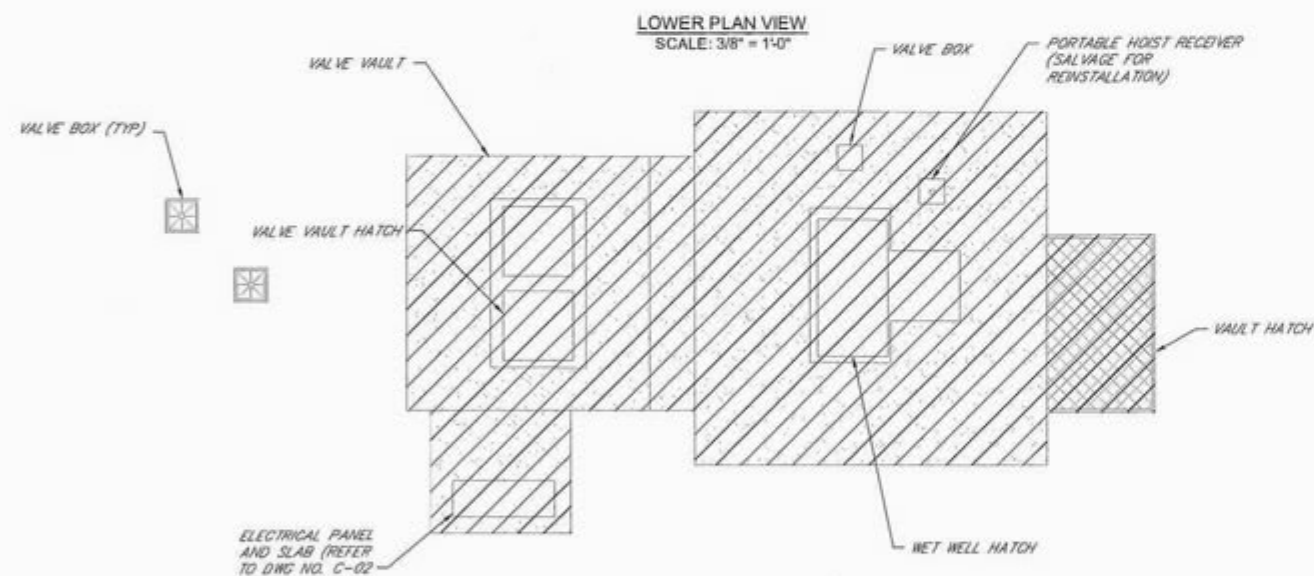 LOWER PLAN VIEW
SCALE: 3/8" = 1'-0"
VALVE VAULT
VALVE BOX
PORTABLE HOIST RECEIVER
(SALVAGE FOR
REINSTALLATION)
VALVE BOX (TYP)
VALVE VAULT HATCH
VAULT HATCH
ELECTRICAL PANEL
AND SLAB (REFER
TO DWG NO. C-02
WET WELL HATCH